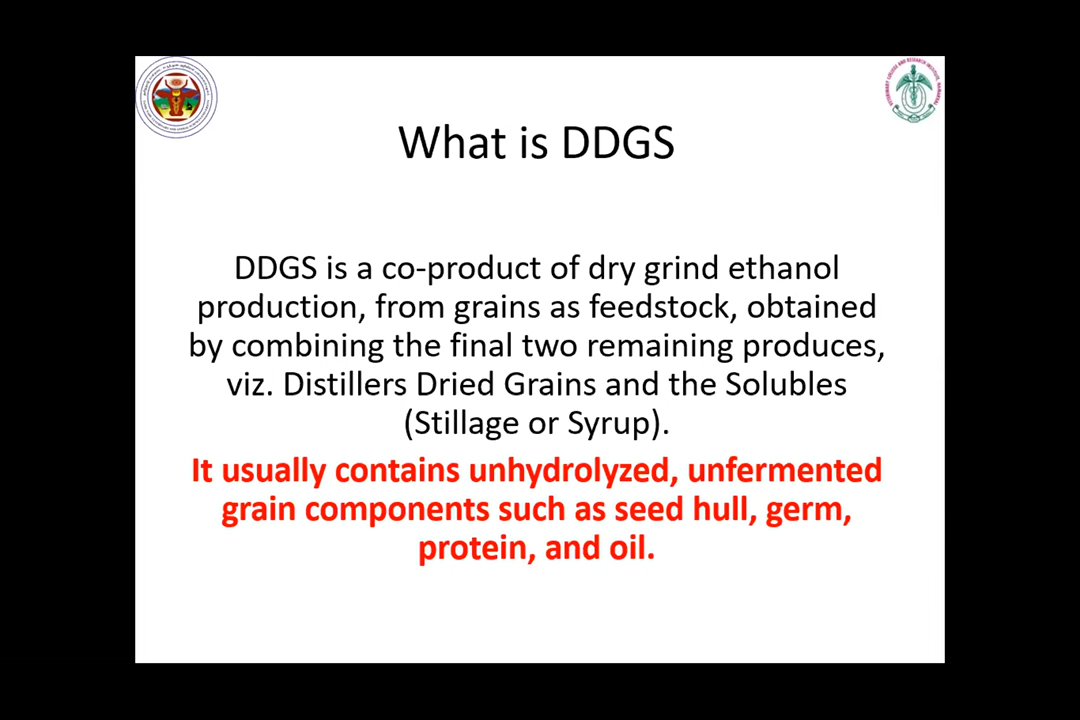 What is DDGS
DDGS is a co-product of dry grind ethanol
production, from grains as feedstock, obtained
by combining the final two remaining produces,
viz. Distillers Dried Grains and the Solubles
(Stillage or Syrup).
It usually contains unhydrolyzed, unfermented
grain components such as seed hull, germ,
protein, and oil.